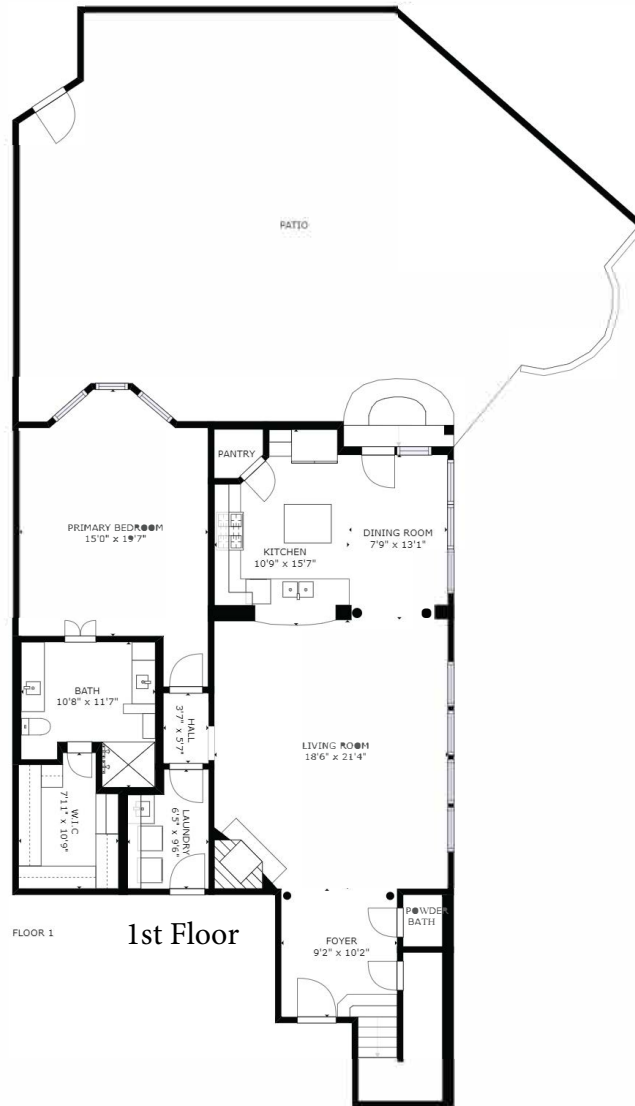 PATIO
PANTRY
PRIMARY BEDROOM
15'0" x 19'7"
KITCHEN
10'9" x 15'7"
DINING ROOM
7'9" x 13'1"
BATH
10'8" x 11'7"
HALL
3'7" x 5'7"
LIVING ROOM
18'6" x 21'4"
W.I.C
7'11" x 10'9"
LAUNDRY
6'5" x 9'6"
POWDER
BATH
FOYER
9'2" x 10'2"
FLOOR 1
1st Floor